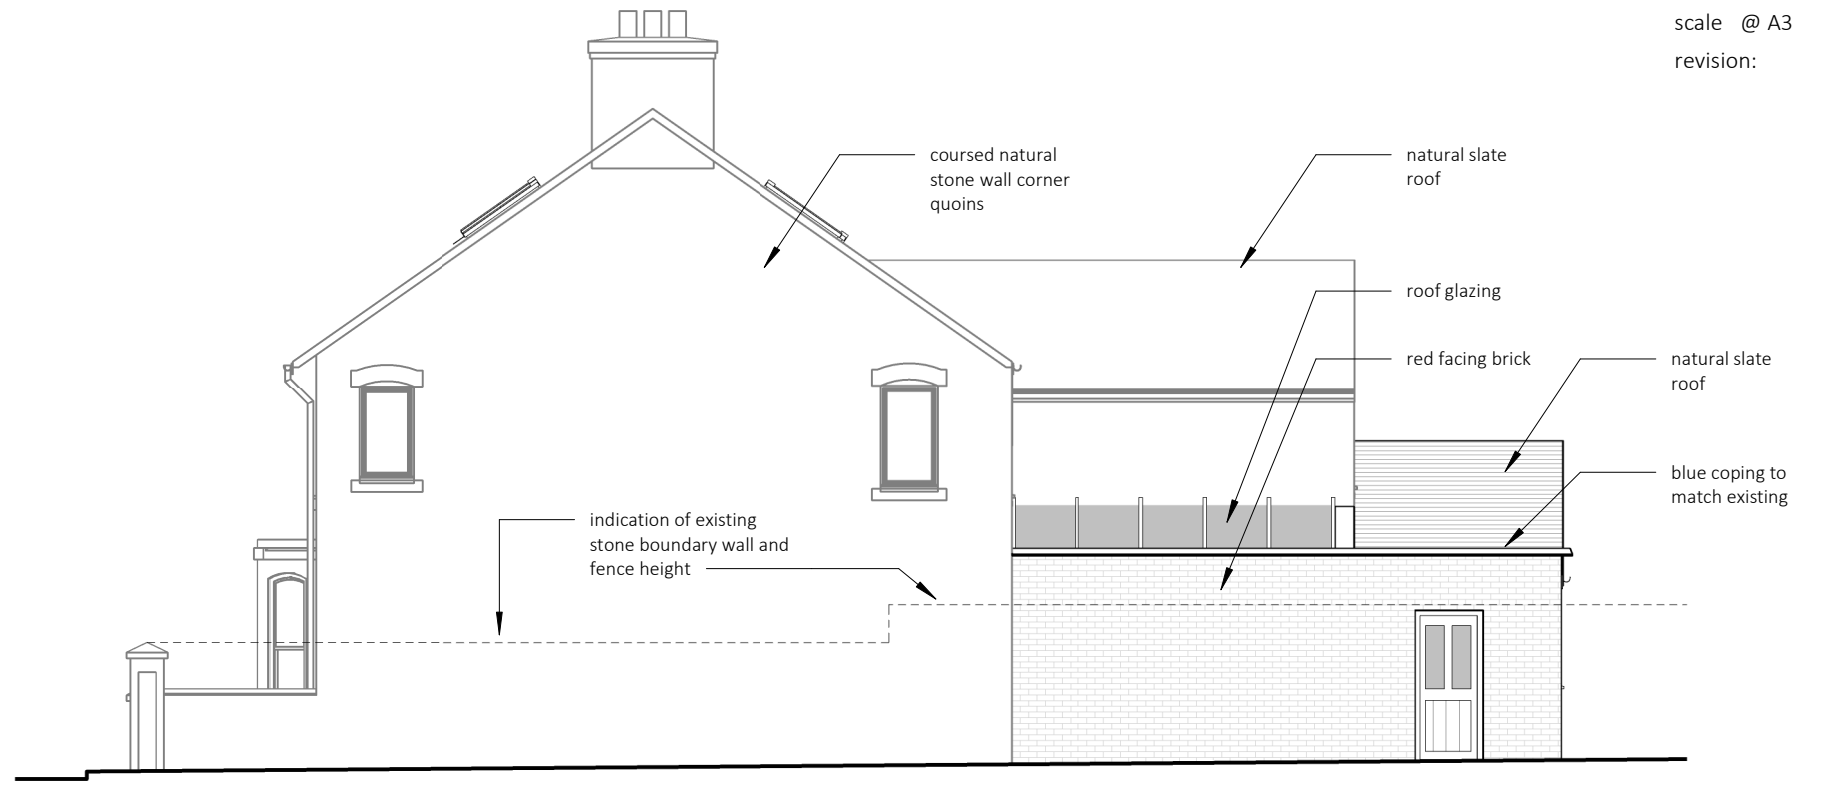 scale @ A3
revision:
coursed natural
stone wall corner
quoins
natural slate
roof
roof glazing
red facing brick
natural slate
roof
blue coping to
match existing
indication of existing
stone boundary wall and
fence height